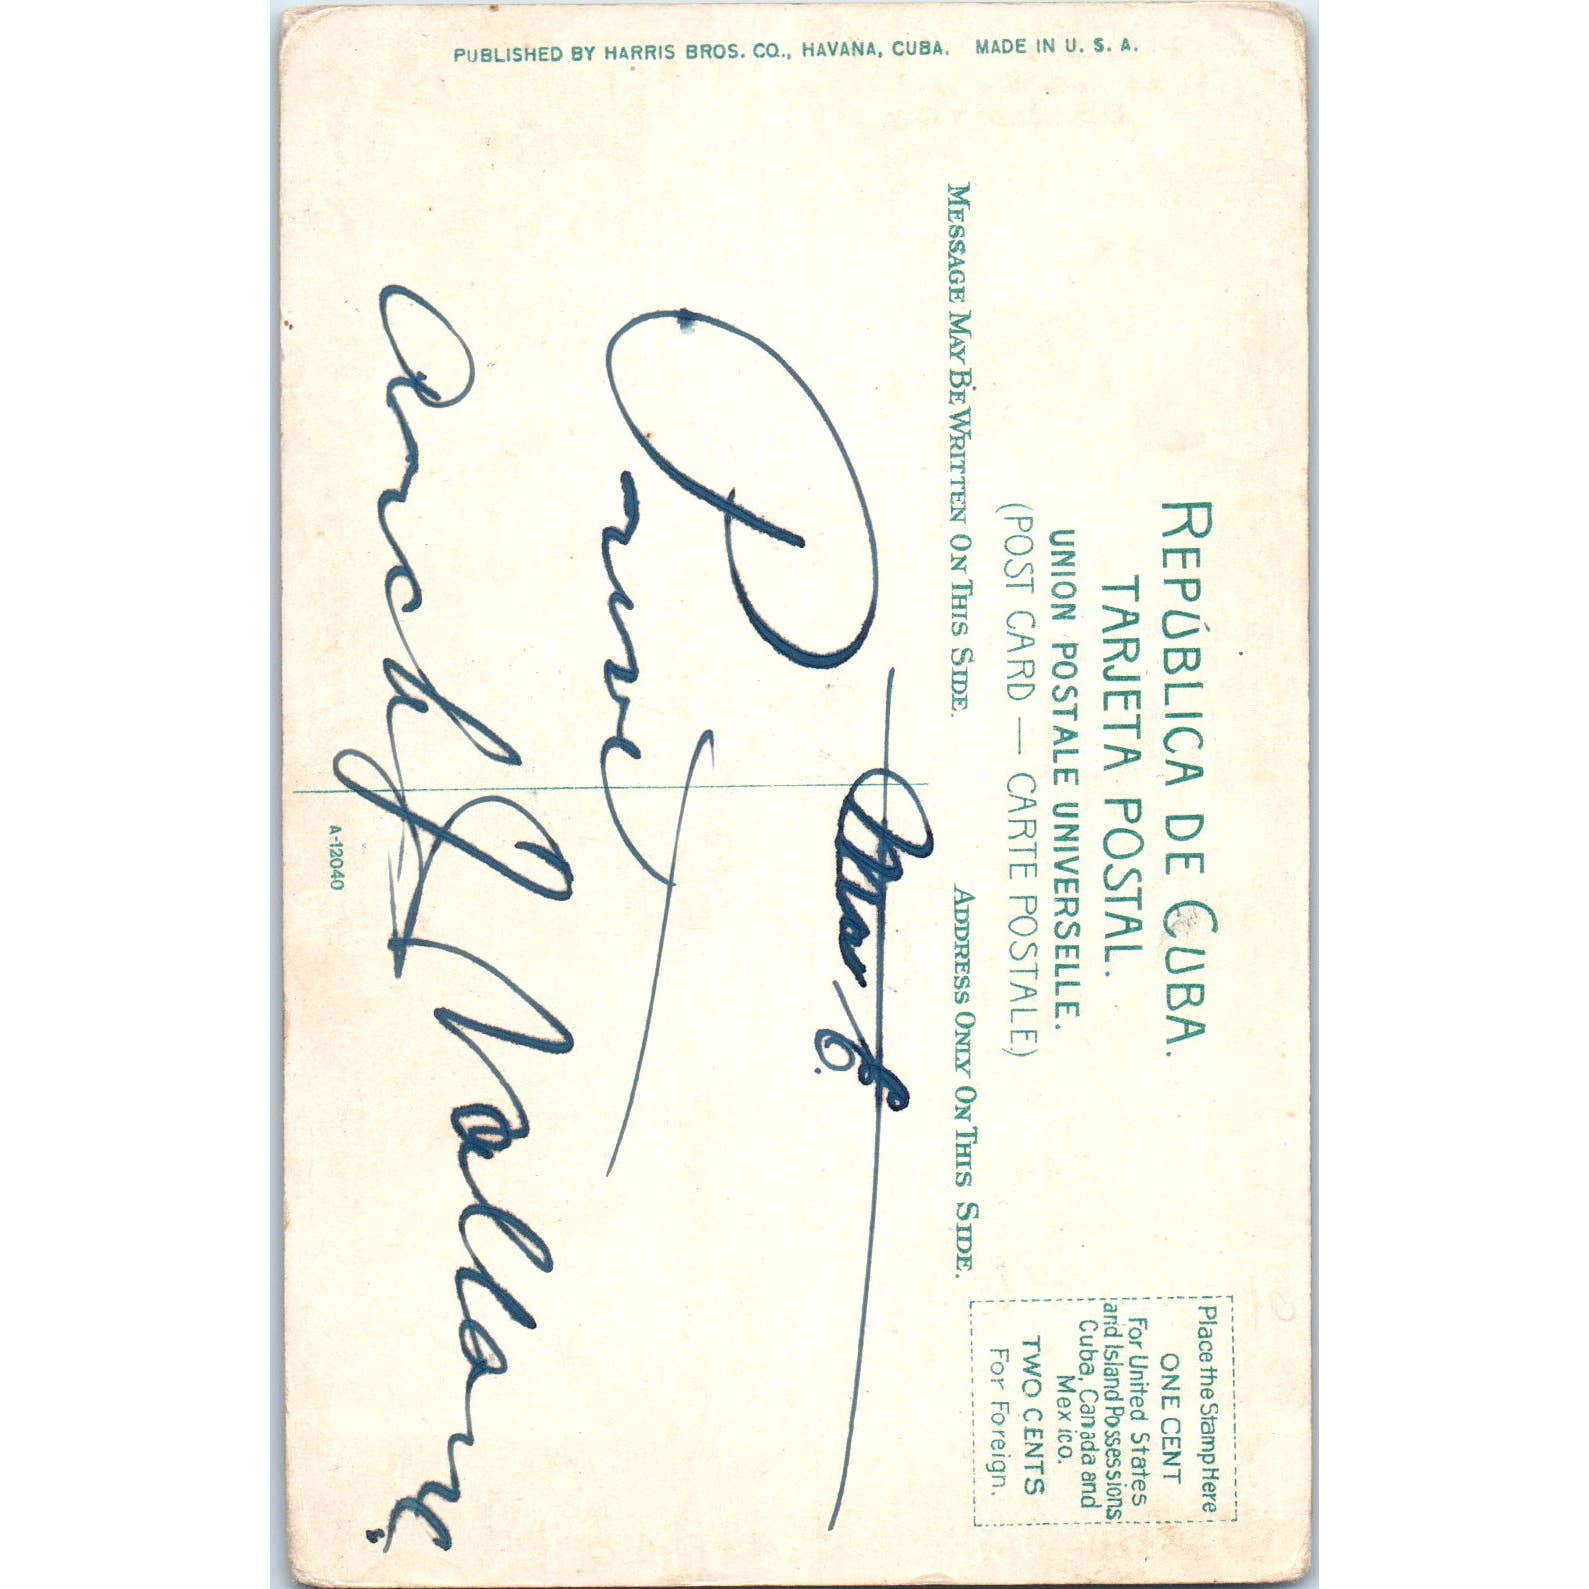 PUBLISHED BY HARRIS BROS. CO., HAVANA, CUBA. MADE IN U. S. A.
REPÚBLICA DE CUBA.
TARJETA POSTAL.
UNION POSTALE UNIVERSELLE.
(POST CARD — CARTE POSTALE)
MESSAGE MAY BE WRITTEN ON THIS SIDE.
ADDRESS ONLY ON THIS SIDE.
Place the Stamp Here
ONE CENT
For United States
and Island Possessions
Cuba, Canada and
Mexico.
TWO CENTS
For Foreign.
A-12040